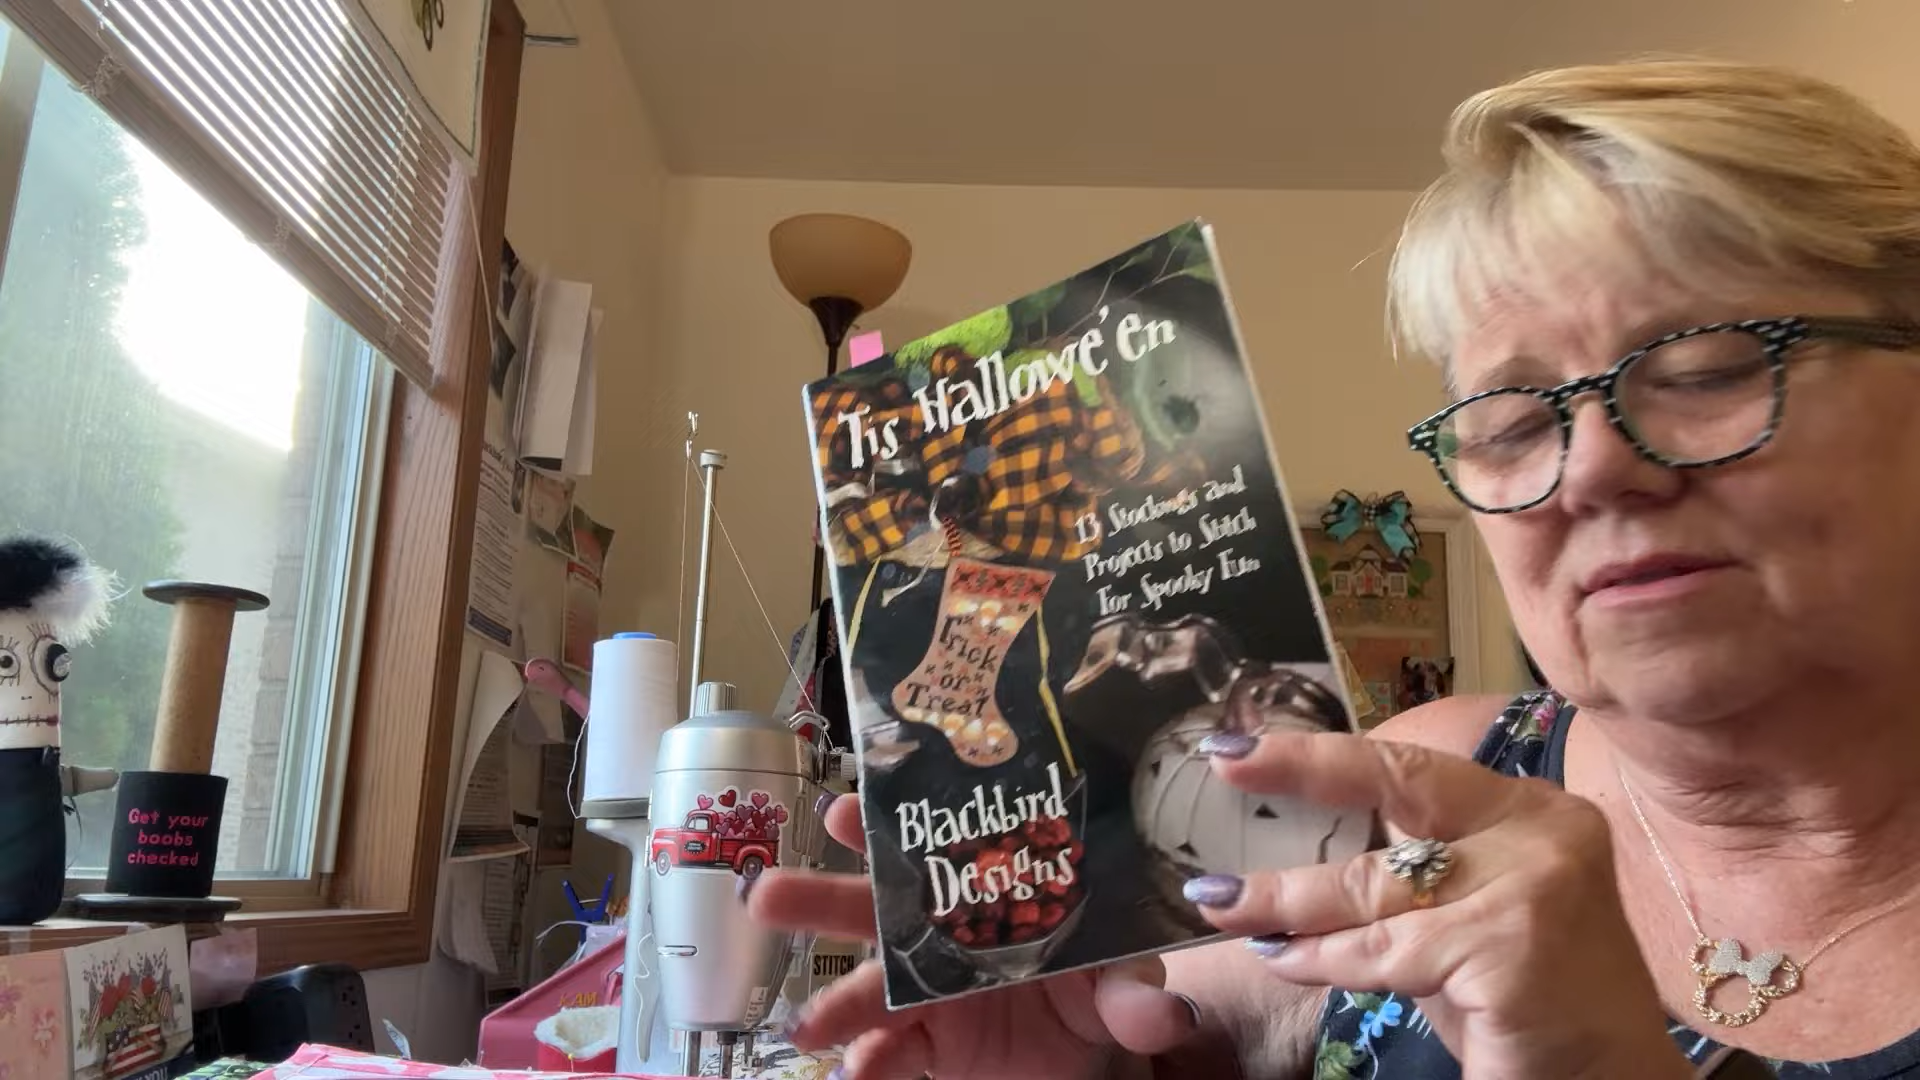 'Tis Hallowe'en
13 Stockings and
Projects to Stitch
For Spooky Fun
Trick
or
Treat
Blackbird
Designs
Get your
boobs
checked
STITCH